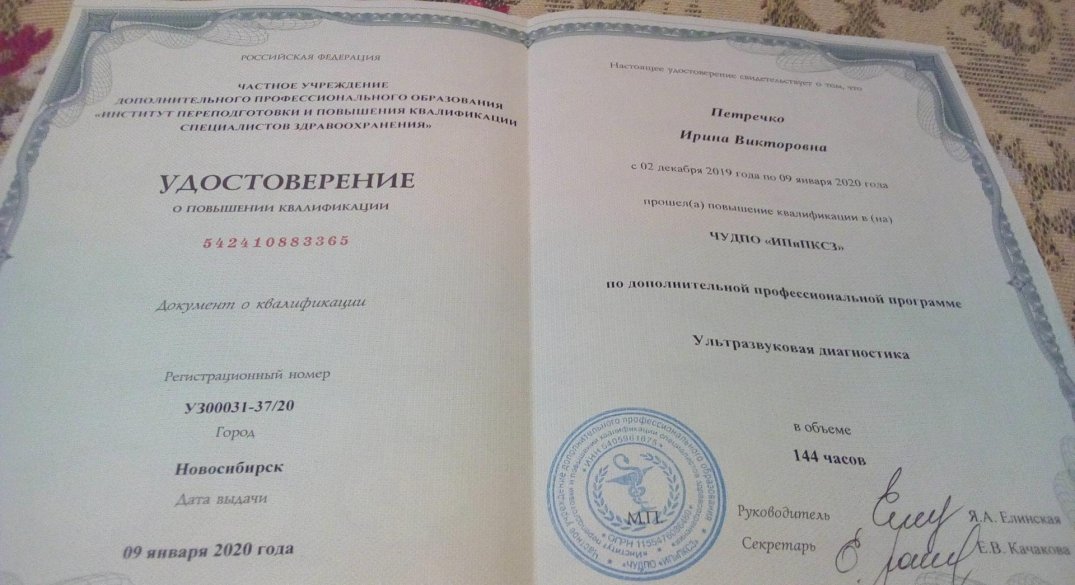 РОССИЙСКАЯ ФЕДЕРАЦИЯ
ЧАСТНОЕ УЧРЕЖДЕНИЕ
ДОПОЛНИТЕЛЬНОГО ПРОФЕССИОНАЛЬНОГО ОБРАЗОВАНИЯ
«ИНСТИТУТ ПЕРЕПОДГОТОВКИ И ПОВЫШЕНИЯ КВАЛИФИКАЦИИ
СПЕЦИАЛИСТОВ ЗДРАВООХРАНЕНИЯ»
УДОСТОВЕРЕНИЕ
О ПОВЫШЕНИИ КВАЛИФИКАЦИИ
542410883365
Документ о квалификации
Регистрационный номер
УЗ00031-37/20
Город
Новосибирск
Дата выдачи
09 января 2020 года
Настоящее удостоверение свидетельствует о том, что
Петречко
Ирина Викторовна
с 02 декабря 2019 года по 09 января 2020 года
прошел(а) повышение квалификации в (на)
ЧУДПО «ИПиПКСЗ»
по дополнительной профессиональной программе
Ультразвуковая диагностика
в объеме
144 часов
М.П.
Руководитель
Я.А. Елинская
Секретарь
Е.В. Качакова